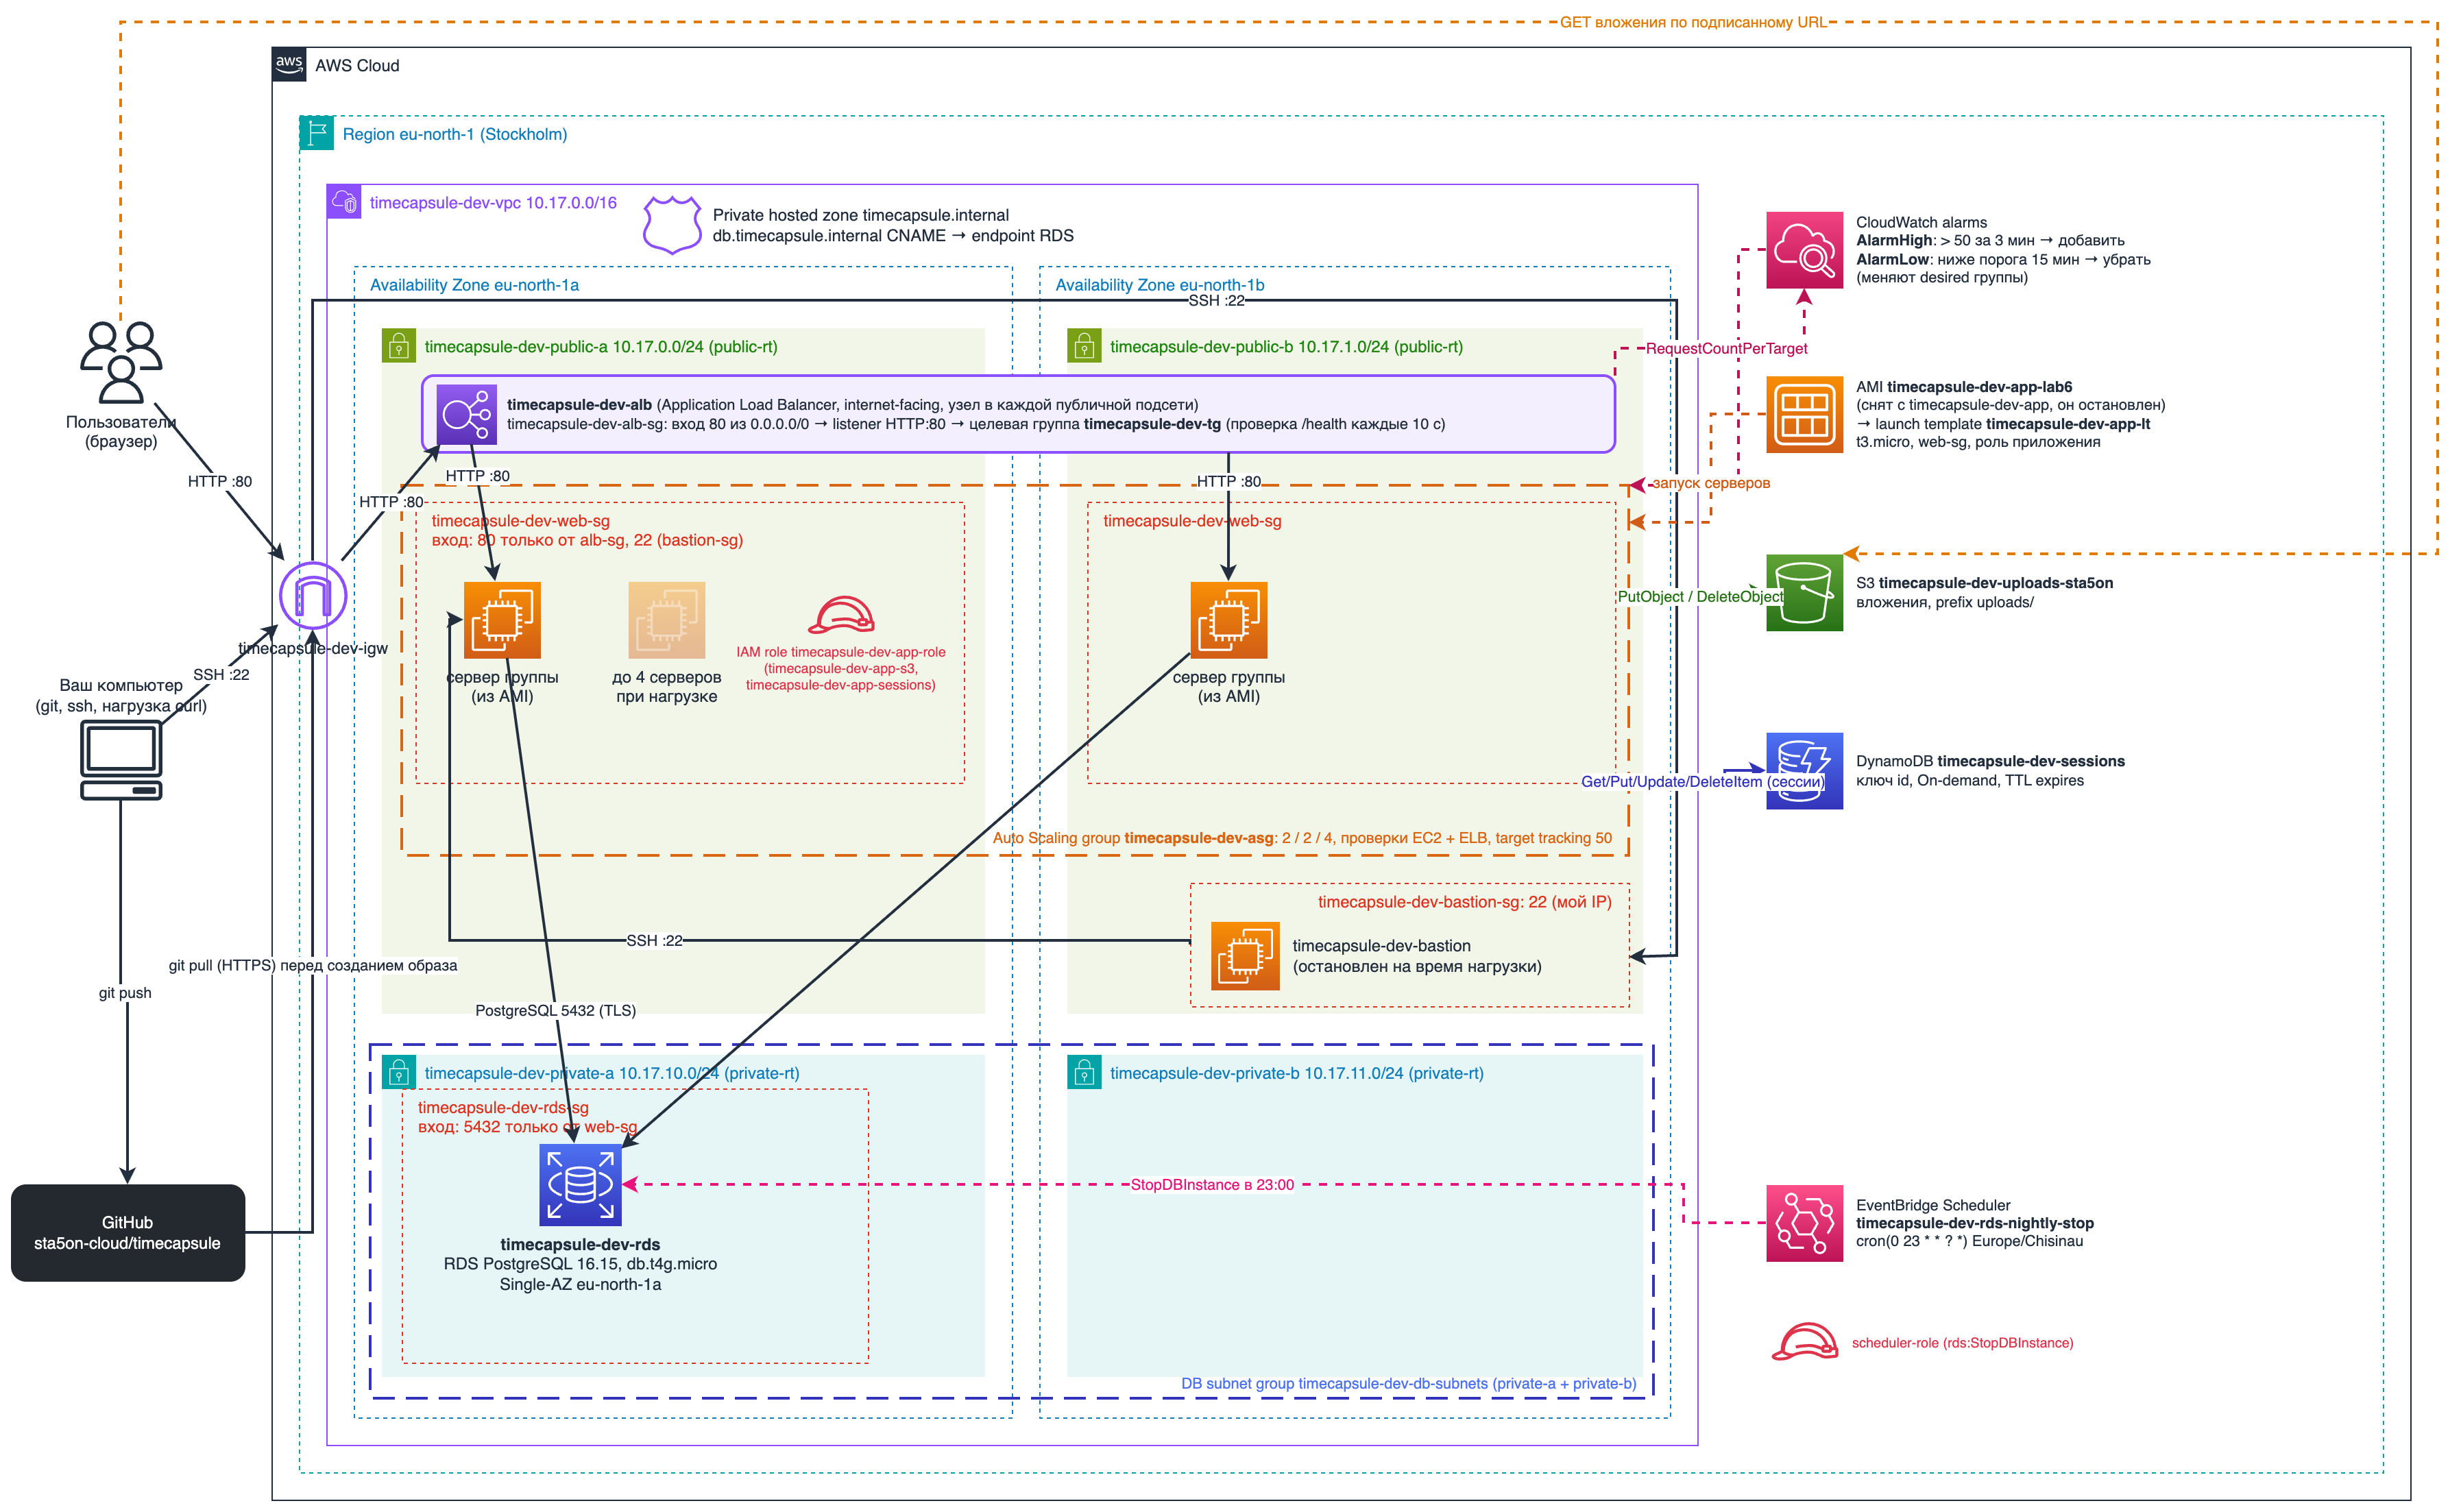 GET вложения по подписанному URL
aws
AWS Cloud
Region eu-north-1 (Stockholm)
timecapsule-dev-vpc 10.17.0.0/16
Private hosted zone timecapsule.internal
db.timecapsule.internal CNAME → endpoint RDS
CloudWatch alarms
AlarmHigh: > 50 за 3 мин → добавить
AlarmLow: ниже порога 15 мин → убрать
(меняют desired группы)
Availability Zone eu-north-1a
Availability Zone eu-north-1b
SSH :22
timecapsule-dev-public-a 10.17.0.0/24 (public-rt)
timecapsule-dev-public-b 10.17.1.0/24 (public-rt)
RequestCountPerTarget
timecapsule-dev-alb (Application Load Balancer, internet-facing, узел в каждой публичной подсети)
timecapsule-dev-alb-sg: вход 80 из 0.0.0.0/0 → listener HTTP:80 → целевая группа timecapsule-dev-tg (проверка /health каждые 10 с)
AMI timecapsule-dev-app-lab6
(снят с timecapsule-dev-app, он остановлен)
→ launch template timecapsule-dev-app-lt
t3.micro, web-sg, роль приложения
Пользователи
(браузер)
HTTP :80
HTTP :80
HTTP :80
HTTP :80
запуск серверов
timecapsule-dev-web-sg
вход: 80 только от alb-sg, 22 (bastion-sg)
timecapsule-dev-web-sg
S3 timecapsule-dev-uploads-sta5on
вложения, prefix uploads/
PutObject / DeleteObject
timecapsule-dev-igw
SSH :22
Ваш компьютер
(git, ssh, нагрузка curl)
сервер группы
(из AMI)
до 4 серверов
при нагрузке
IAM role timecapsule-dev-app-role
(timecapsule-dev-app-s3,
timecapsule-dev-app-sessions)
сервер группы
(из AMI)
DynamoDB timecapsule-dev-sessions
ключ id, On-demand, TTL expires
Get/Put/Update/DeleteItem (сессии)
Auto Scaling group timecapsule-dev-asg: 2 / 2 / 4, проверки EC2 + ELB, target tracking 50
timecapsule-dev-bastion-sg: 22 (мой IP)
timecapsule-dev-bastion
(остановлен на время нагрузки)
SSH :22
git pull (HTTPS) перед созданием образа
git push
PostgreSQL 5432 (TLS)
timecapsule-dev-private-a 10.17.10.0/24 (private-rt)
timecapsule-dev-private-b 10.17.11.0/24 (private-rt)
timecapsule-dev-rds-sg
вход: 5432 только от web-sg
StopDBInstance в 23:00
GitHub
sta5on-cloud/timecapsule
timecapsule-dev-rds
RDS PostgreSQL 16.15, db.t4g.micro
Single-AZ eu-north-1a
EventBridge Scheduler
timecapsule-dev-rds-nightly-stop
cron(0 23 * * ? *) Europe/Chisinau
scheduler-role (rds:StopDBInstance)
DB subnet group timecapsule-dev-db-subnets (private-a + private-b)